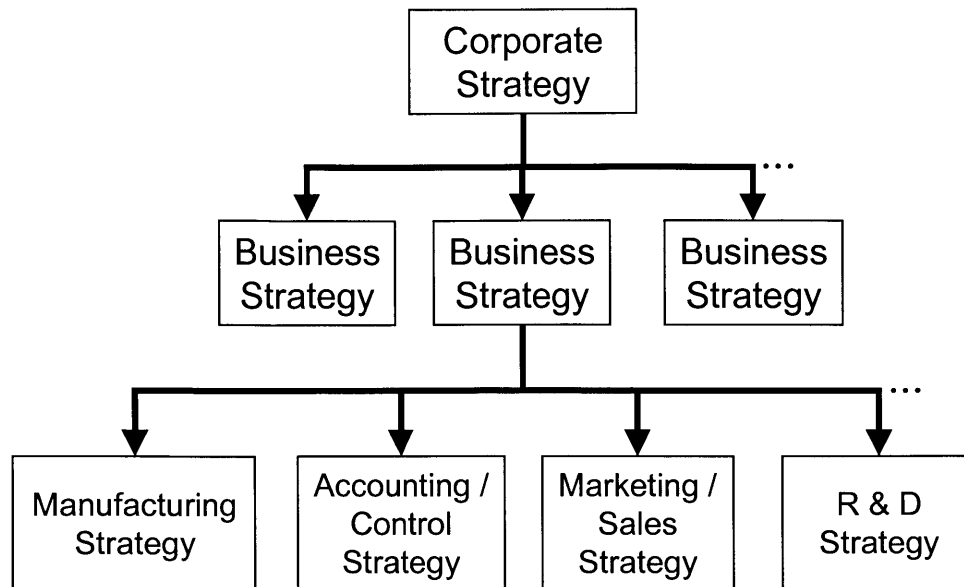 Corporate
Strategy
...
Business
Strategy
Business
Strategy
Business
Strategy
...
Manufacturing
Strategy
Accounting /
Control
Strategy
Marketing /
Sales
Strategy
R & D
Strategy